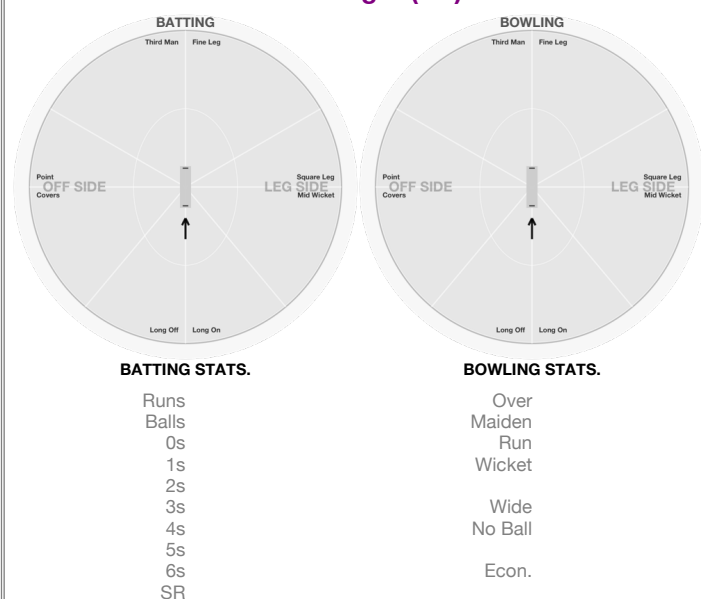 BATTING
Third Man Fine Leg
Point Square Leg
OFF SIDE LEG SIDE
Covers Mid Wicket
Long Off Long On
BATTING STATS.
Runs
Balls
0s
1s
2s
3s
4s
5s
6s
SR
BOWLING
Third Man Fine Leg
Point Square Leg
OFF SIDE LEG SIDE
Covers Mid Wicket
Long Off Long On
BOWLING STATS.
Over
Maiden
Run
Wicket
Wide
No Ball
Econ.